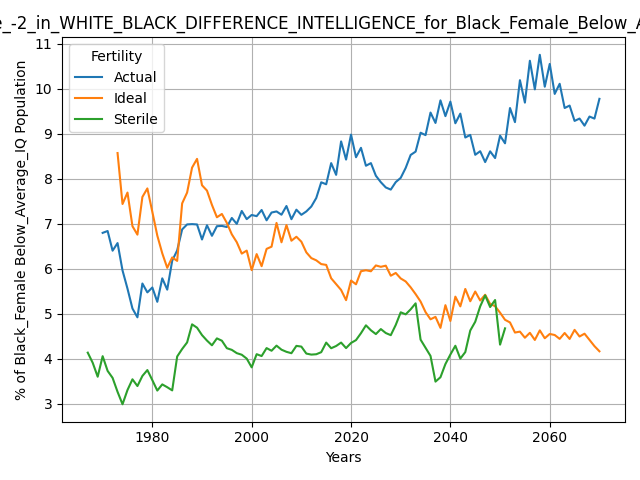 e_-2_in_WHITE_BLACK_DIFFERENCE_INTELLIGENCE_for_Black_Female_Below_A
Fertility
Actual
Ideal
Sterile
% of Black_Female Below_Average_IQ Population
11
10
9
8
7
6
5
4
3
1980
2000
2020
2040
2060
Years